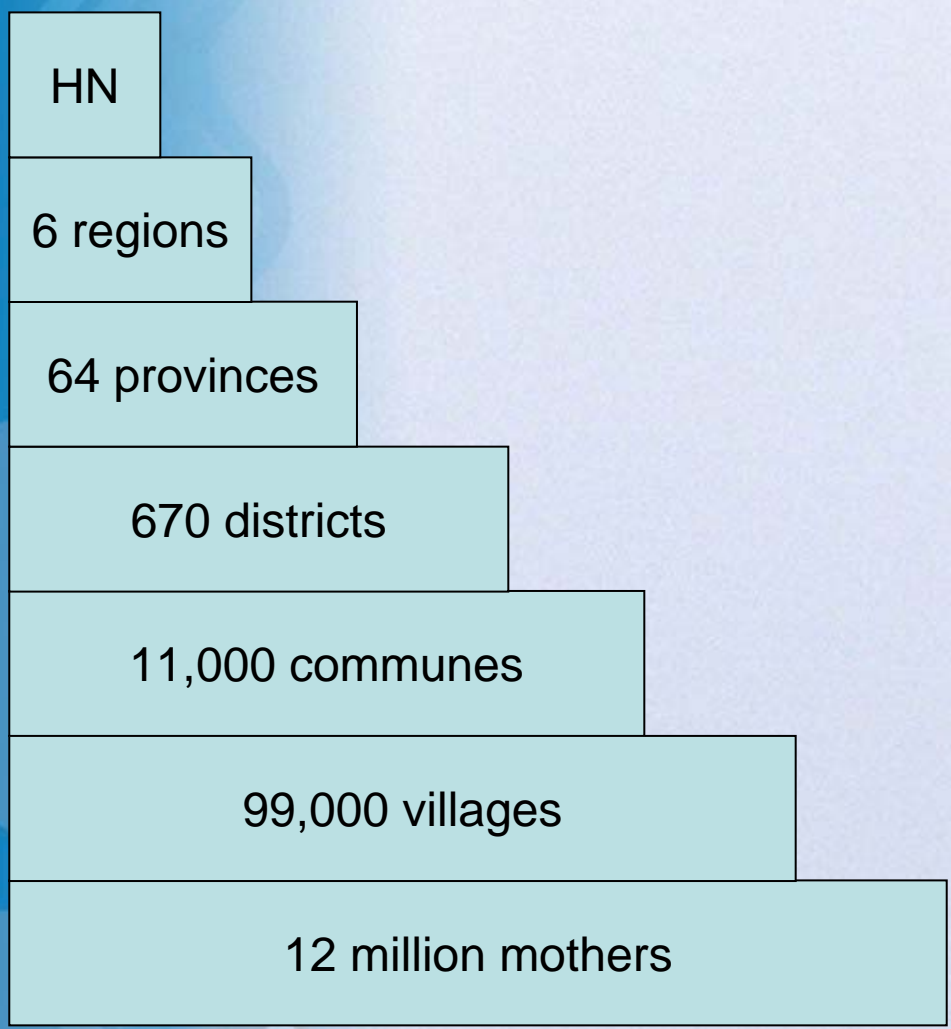 HN
6 regions
64 provinces
670 districts
11,000 communes
99,000 villages
12 million mothers